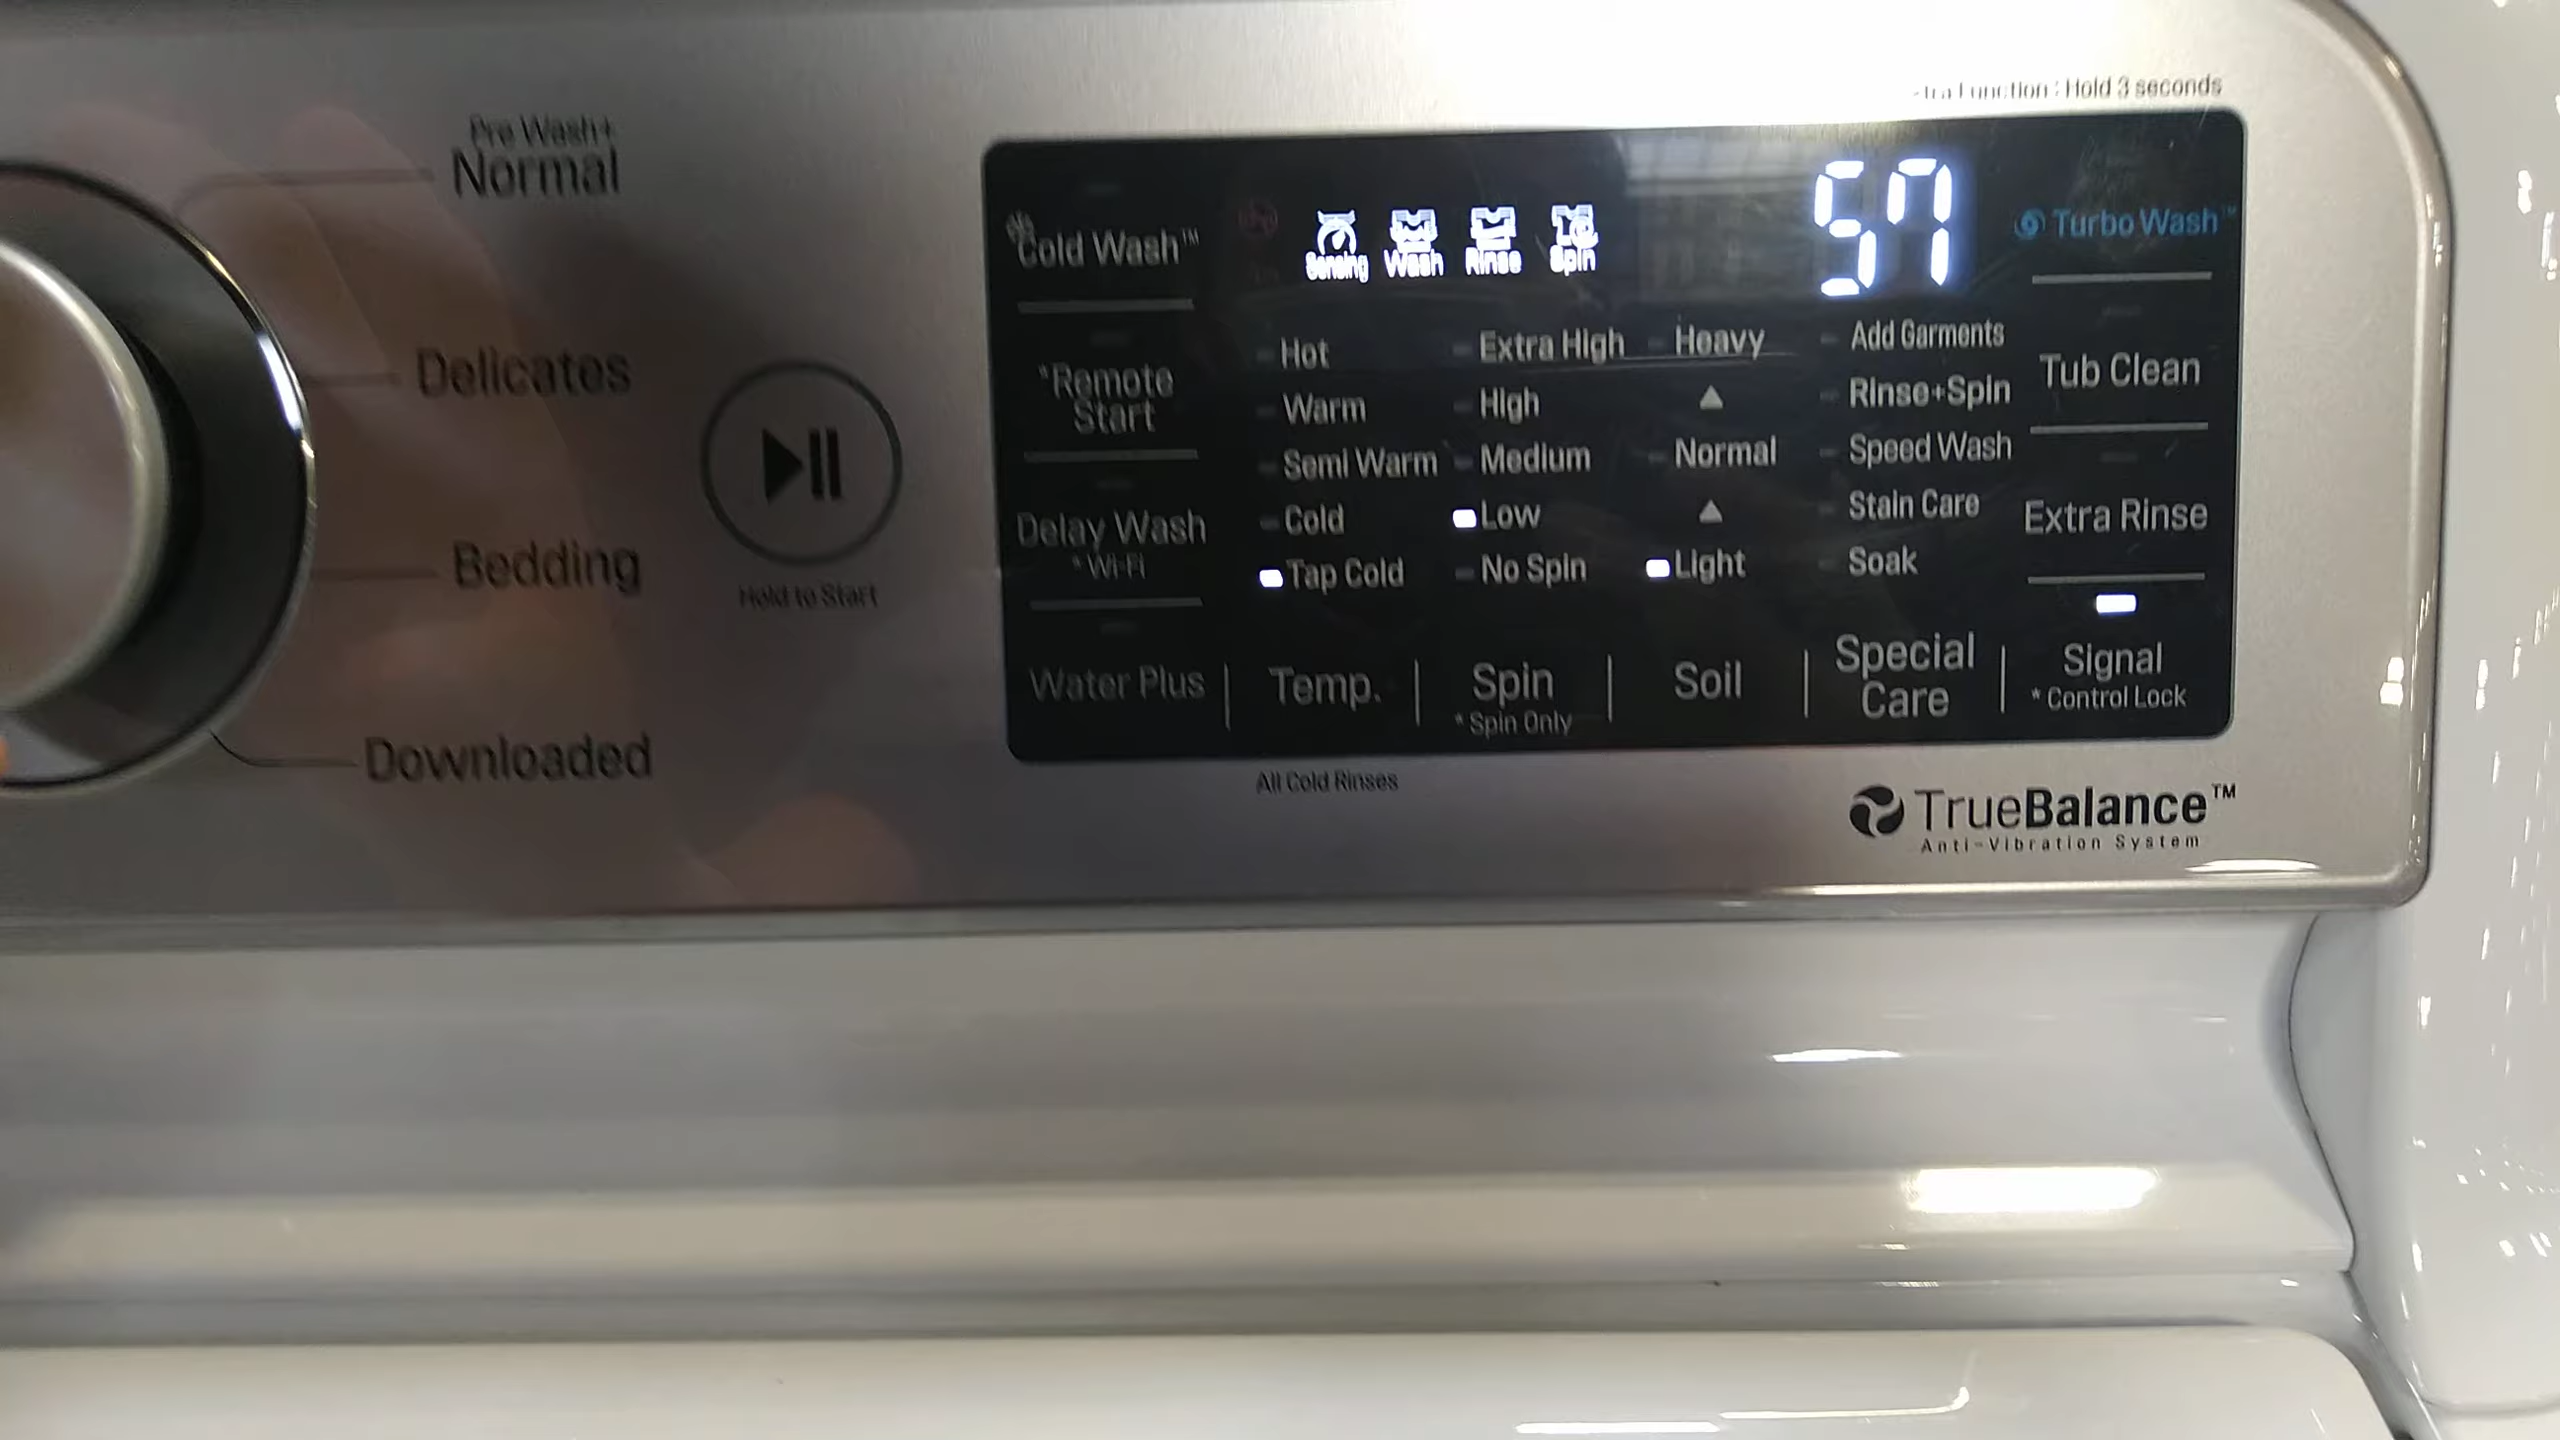 Pre Wash+
Normal
Delicates
Bedding
Downloaded
Hold to Start
Function : Hold 3 seconds
Cold Wash™
*Remote
Start
Delay Wash
* Wi-Fi
Water Plus
Sensing
Wash
Rinse
Spin
57
Hot
Warm
Semi Warm
Cold
Tap Cold
Temp.
Extra High
High
Medium
Low
No Spin
Spin
* Spin Only
Heavy
▲
Normal
▲
Light
Soil
Add Garments
Rinse+Spin
Speed Wash
Stain Care
Soak
Special
Care
Turbo Wash™
Tub Clean
Extra Rinse
Signal
* Control Lock
All Cold Rinses
TrueBalance™
Anti-Vibration System